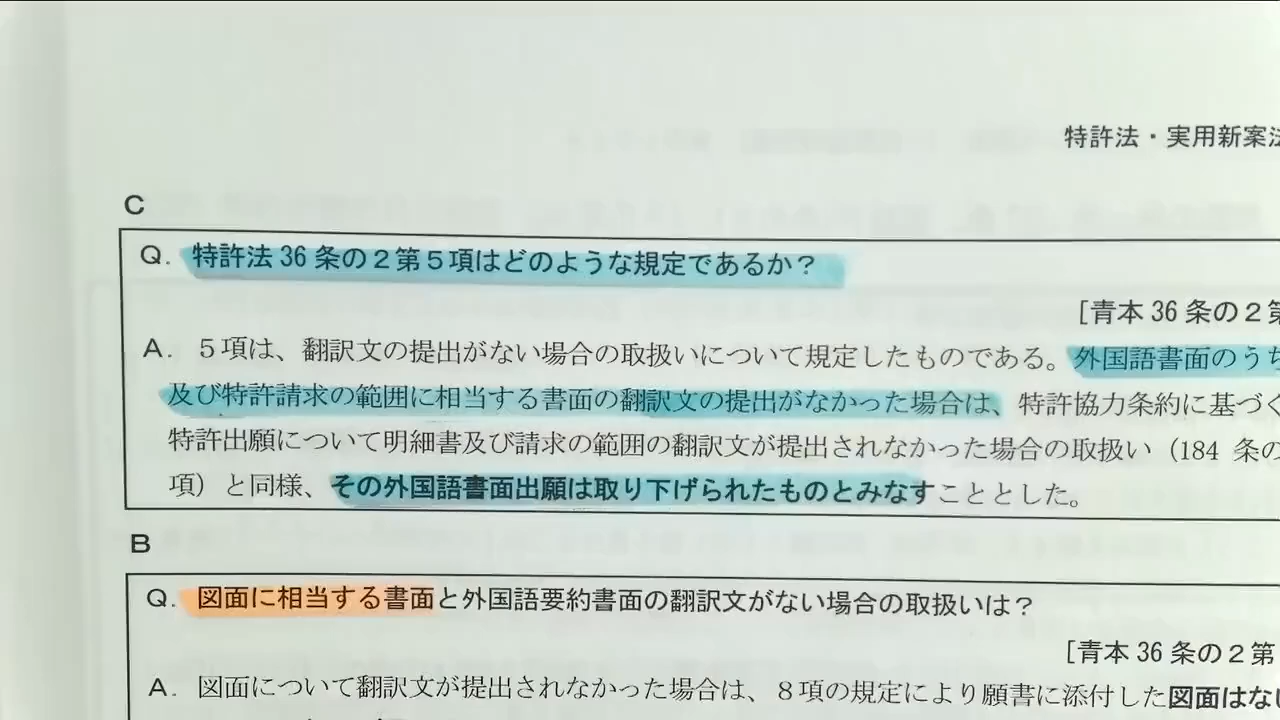 特許法・実用新案法
C
Q. 特許法 36 条の２第５項はどのような規定であるか？
[青本 36 条の２第
A. ５項は、翻訳文の提出がない場合の取扱いについて規定したものである。外国語書面のうち
及び特許請求の範囲に相当する書面の翻訳文の提出がなかった場合は、特許協力条約に基づく
特許出願について明細書及び請求の範囲の翻訳文が提出されなかった場合の取扱い（184 条の
項）と同様、その外国語書面出願は取り下げられたものとみなすこととした。
B
Q. 図面に相当する書面と外国語要約書面の翻訳文がない場合の取扱いは？
[青本 36 条の２第
A. 図面について翻訳文が提出されなかった場合は、８項の規定により願書に添付した図面はない